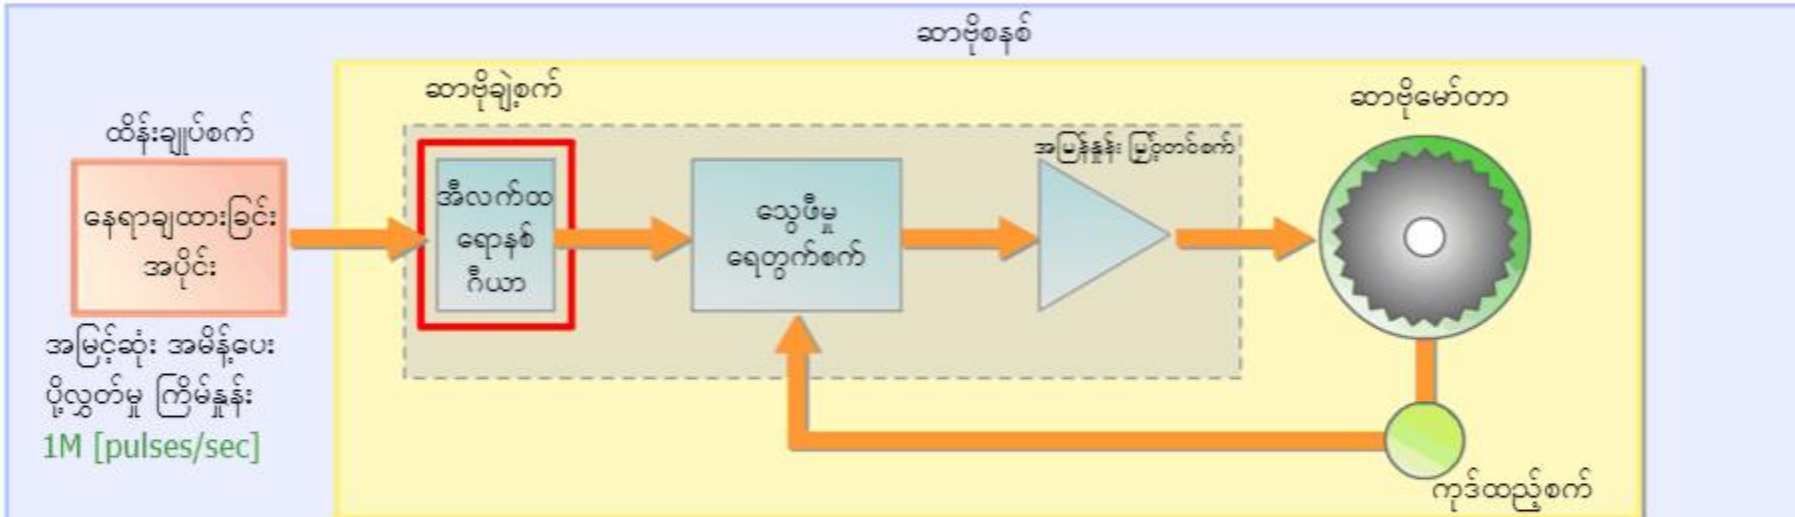 ဆာဗိုစနစ်
ဆာဗိုချဲ့စက်
ဆာဗိုမော်တာ
ထိန်းချုပ်စက်
အမြန်နှုန်း မြှင့်တင်စက်
နေရာချထားခြင်း
အပိုင်း
အီလက်ထ
ရောနစ်
ဂီယာ
သွေဖီမှု
ရေတွက်စက်
အမြင့်ဆုံး အမိန့်ပေး
ပို့လွှတ်မှု ကြိမ်နှုန်း
1M [pulses/sec]
ကုဒ်ထည့်စက်